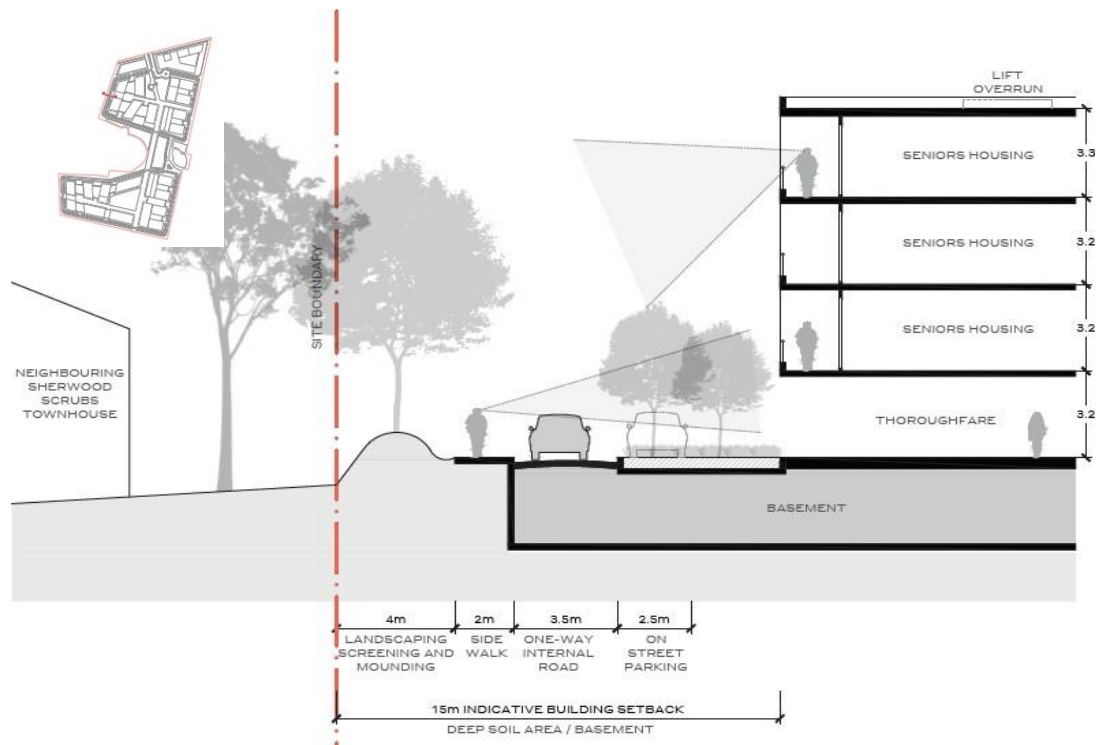 LIFT
OVERRUN
SENIORS HOUSING
3.3
SENIORS HOUSING
3.2
SENIORS HOUSING
3.2
THOROUGHFARE
3.2
SITE BOUNDARY
NEIGHBOURING
SHERWOOD
SCRUBS
TOWNHOUSE
BASEMENT
4m
LANDSCAPING
SCREENING AND
MOUNDING
2m
SIDE
WALK
3.5m
ONE-WAY
INTERNAL
ROAD
2.5m
ON
STREET
PARKING
15m INDICATIVE BUILDING SETBACK
DEEP SOIL AREA / BASEMENT